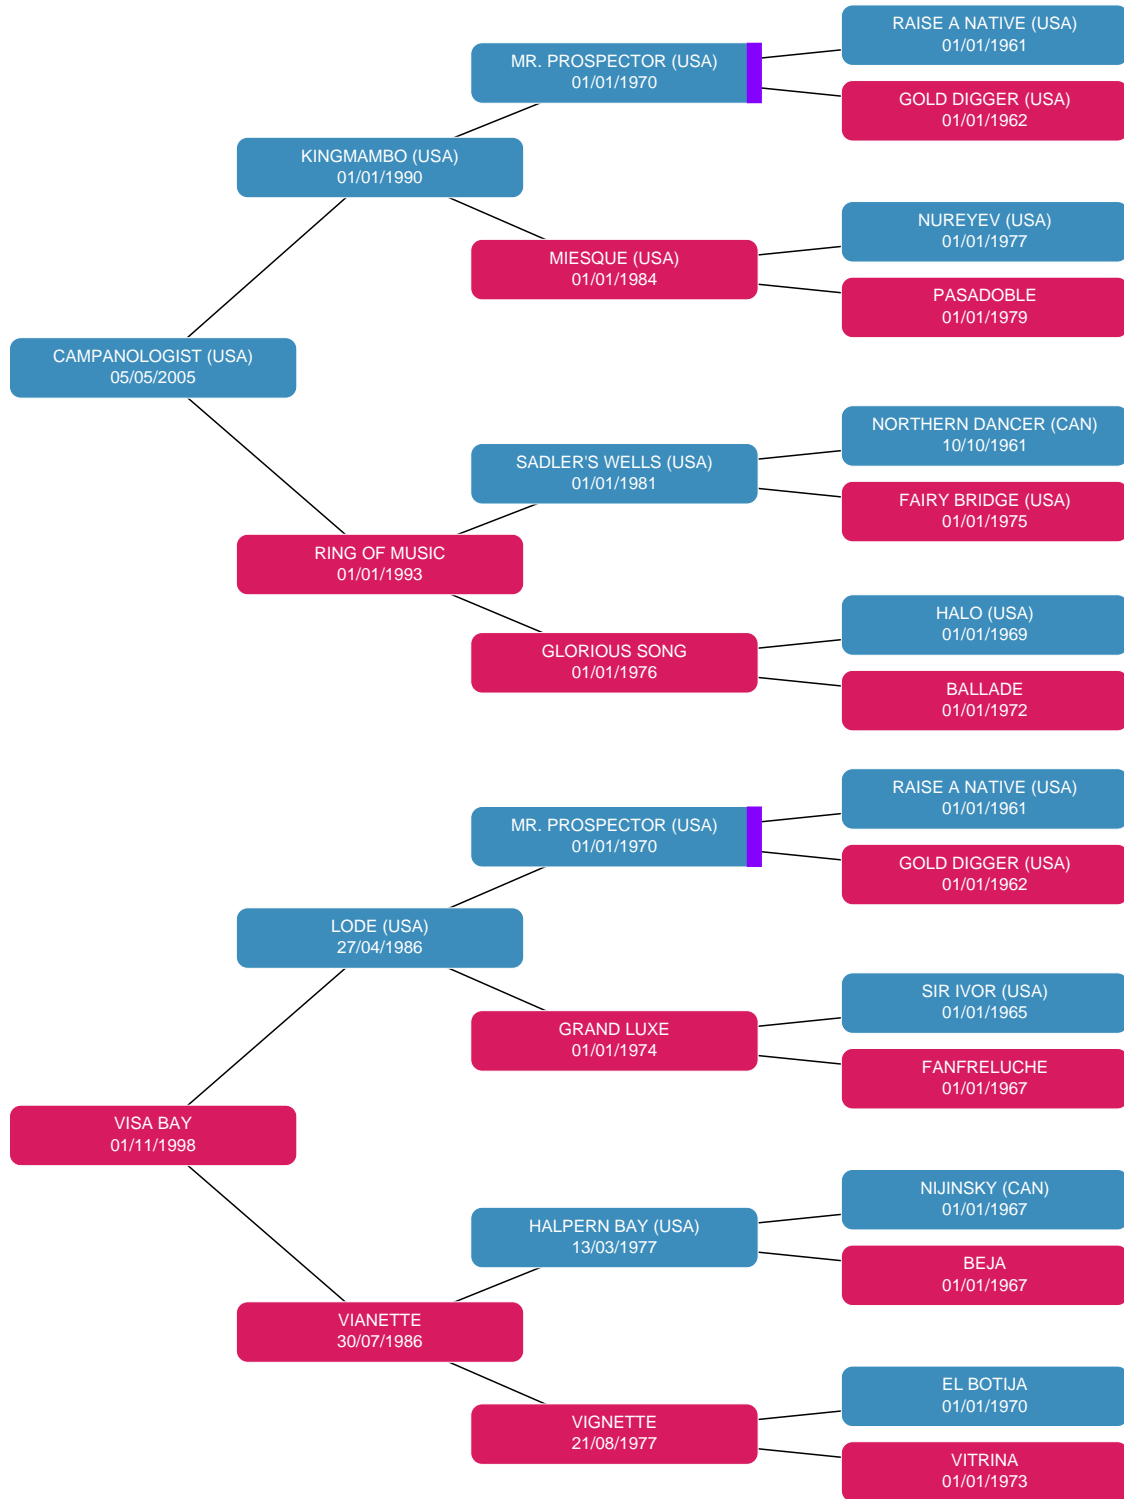 RAISE A NATIVE (USA)
01/01/1961
MR. PROSPECTOR (USA)
01/01/1970
GOLD DIGGER (USA)
01/01/1962
KINGMAMBO (USA)
01/01/1990
NUREYEV (USA)
01/01/1977
MIESQUE (USA)
01/01/1984
PASADOBLE
01/01/1979
CAMPANOLOGIST (USA)
05/05/2005
NORTHERN DANCER (CAN)
10/10/1961
SADLER'S WELLS (USA)
01/01/1981
FAIRY BRIDGE (USA)
01/01/1975
RING OF MUSIC
01/01/1993
HALO (USA)
01/01/1969
GLORIOUS SONG
01/01/1976
BALLADE
01/01/1972
RAISE A NATIVE (USA)
01/01/1961
MR. PROSPECTOR (USA)
01/01/1970
GOLD DIGGER (USA)
01/01/1962
LODE (USA)
27/04/1986
SIR IVOR (USA)
01/01/1965
GRAND LUXE
01/01/1974
FANFRELUCHE
01/01/1967
VISA BAY
01/11/1998
NIJINSKY (CAN)
01/01/1967
HALPERN BAY (USA)
13/03/1977
BEJA
01/01/1967
VIANETTE
30/07/1986
EL BOTIJA
01/01/1970
VIGNETTE
21/08/1977
VITRINA
01/01/1973